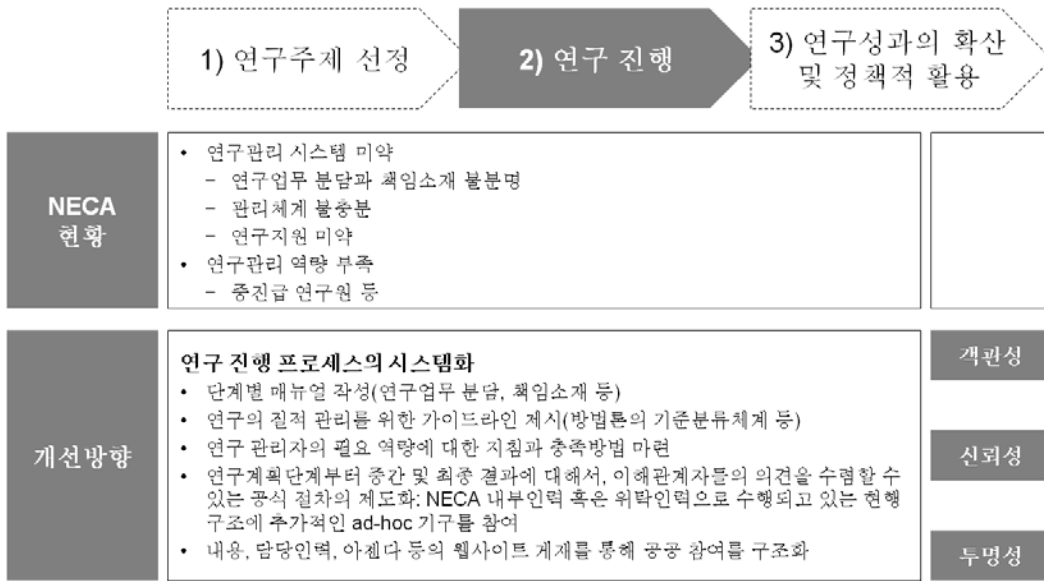 1) 연구주제 선정
2) 연구 진행
3) 연구성과의 확산
및 정책적 활용
NECA
현황
• 연구관리 시스템 미약
– 연구업무 분담과 책임소재 불분명
– 관리체계 불충분
– 연구지원 미약
• 연구관리 역량 부족
– 중진급 연구원 등
개선방향
연구 진행 프로세스의 시스템화
• 단계별 매뉴얼 작성(연구업무 분담, 책임소재 등)
• 연구의 질적 관리를 위한 가이드라인 제시(방법론의 기준분류체계 등)
• 연구 관리자의 필요 역량에 대한 지침과 충족방법 마련
• 연구계획단계부터 중간 및 최종 결과에 대해서, 이해관계자들의 의견을 수렴할 수
있는 공식 절차의 제도화: NECA 내부인력 혹은 위탁인력으로 수행되고 있는 현행
구조에 추가적인 ad-hoc 기구를 참여
• 내용, 담당인력, 아젠다 등의 웹사이트 게재를 통해 공공 참여를 구조화
객관성
신뢰성
투명성